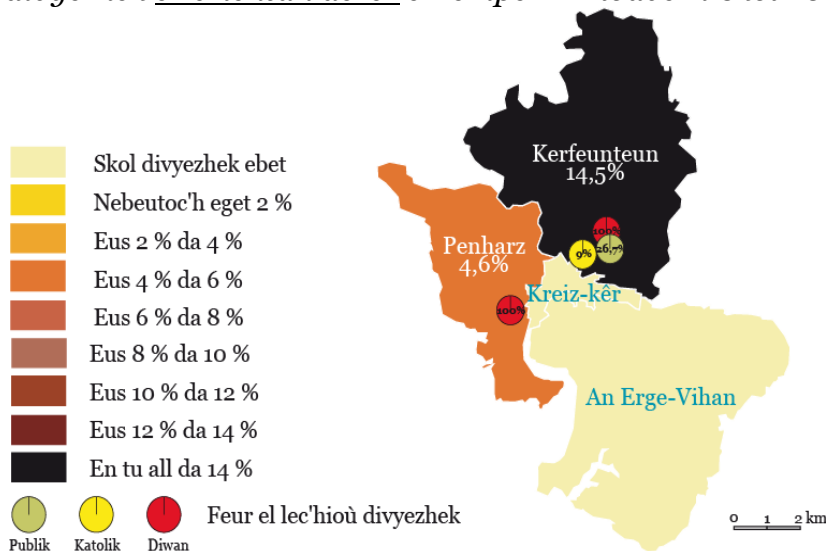 Kerfeunteun
14,5%
Penharz
4,6%
100%
26,7%
9%
100%
Kreiz-kêr
An Erge-Vihan
Skol divyezhek ebet
Nebeutoc'h eget 2 %
Eus 2 % da 4 %
Eus 4 % da 6 %
Eus 6 % da 8 %
Eus 8 % da 10 %
Eus 10 % da 12 %
Eus 12 % da 14 %
En tu all da 14 %
Feur el lec'hioù divyezhek
Publik Katolik Diwan
0 1 2 km